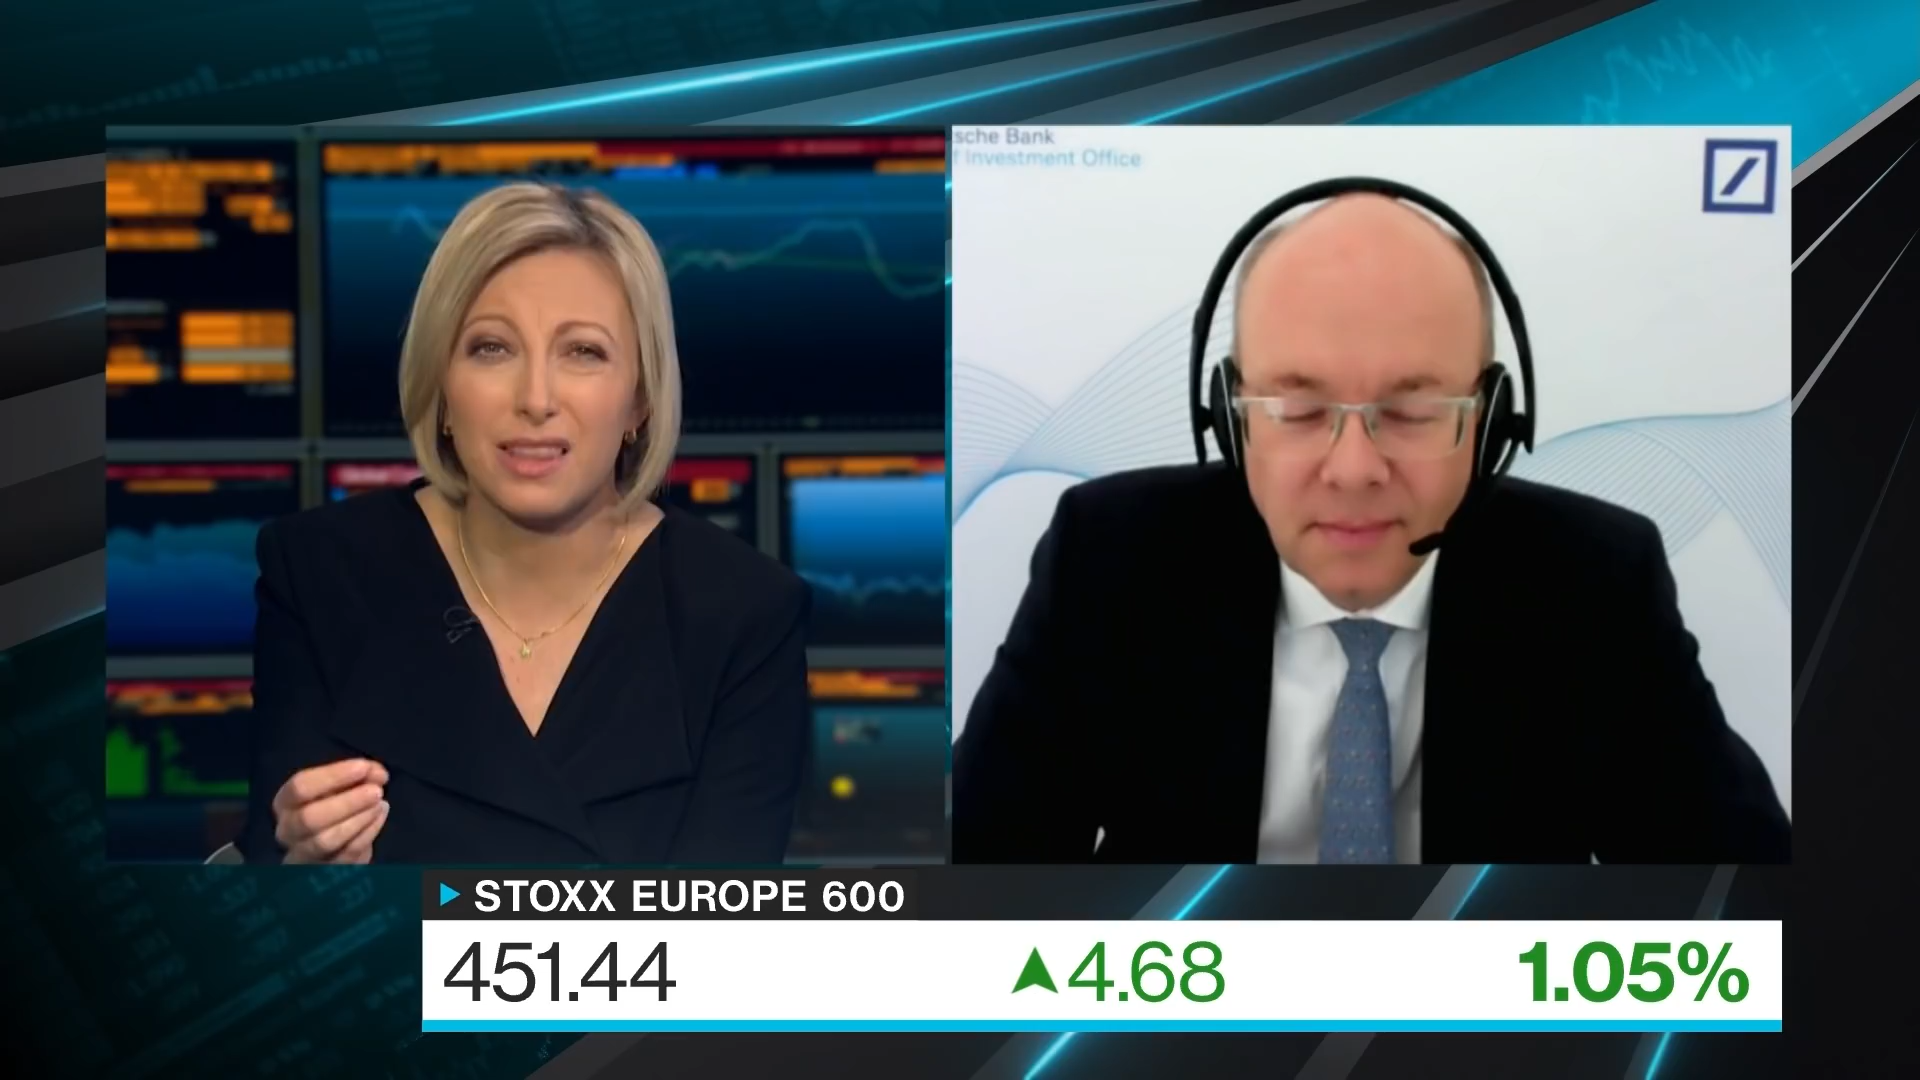 sche Bank
f Investment Office
STOXX EUROPE 600
451.44 ▲4.68 1.05%